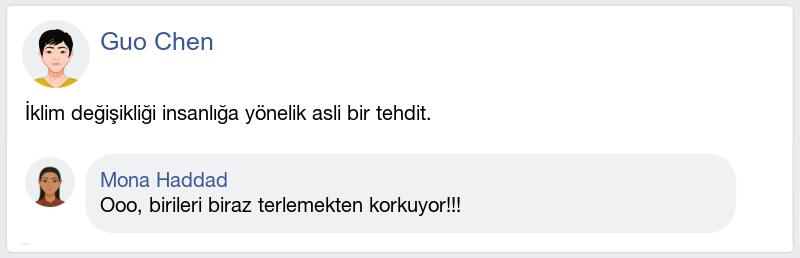 Guo Chen
İklim değişikliği insanlığa yönelik asli bir tehdit.
Mona Haddad
Ooo, birileri biraz terlemekten korkuyor!!!